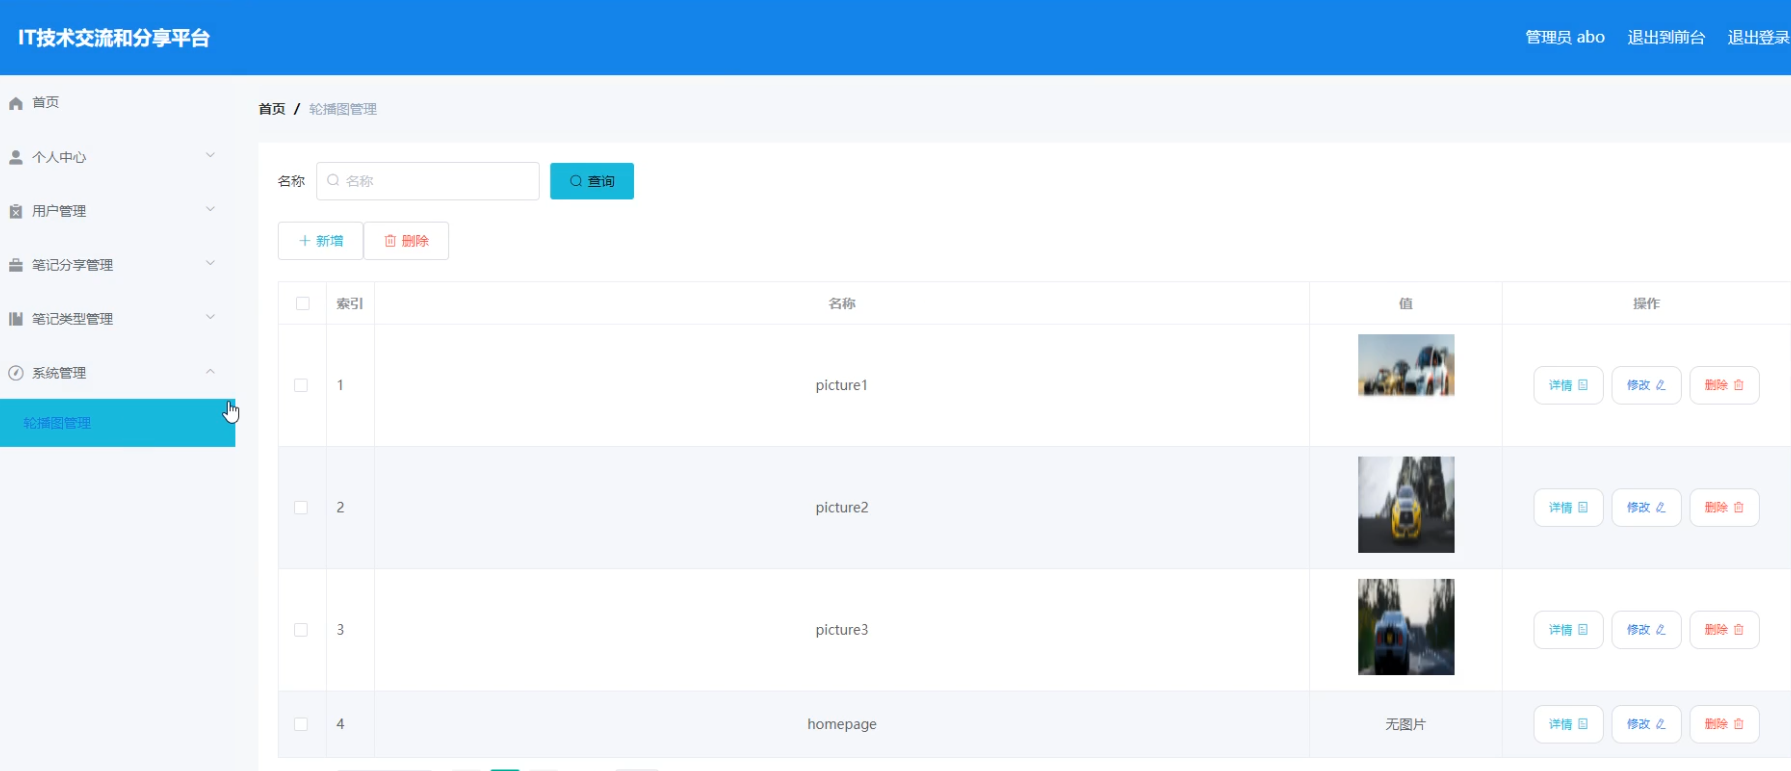 IT技术交流和分享平台
管理员 abo 退出到前台 退出登录
首页
个人中心
用户管理
笔记分享管理
笔记类型管理
系统管理
轮播图管理
首页 / 轮播图管理
名称 名称 查询
新增 删除
索引 名称 值 操作
1 picture1 详情 修改 删除
2 picture2 详情 修改 删除
3 picture3 详情 修改 删除
4 homepage 无图片 详情 修改 删除